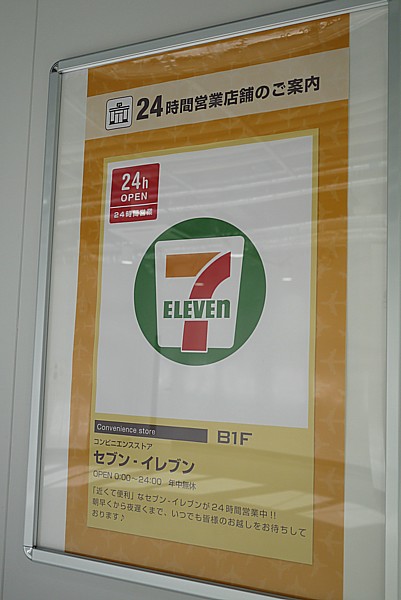 24時間営業店舗のご案内
24h
OPEN
24時間営業
7
ELEVEn
Convenience store
B1F
コンビニエンスストア
セブン‐イレブン
OPEN 0:00～24:00 年中無休
「近くて便利」なセブン‐イレブンが24時間営業中!!
朝早くから夜遅くまで、いつでも皆様のお越しをお待ちして
おります♪